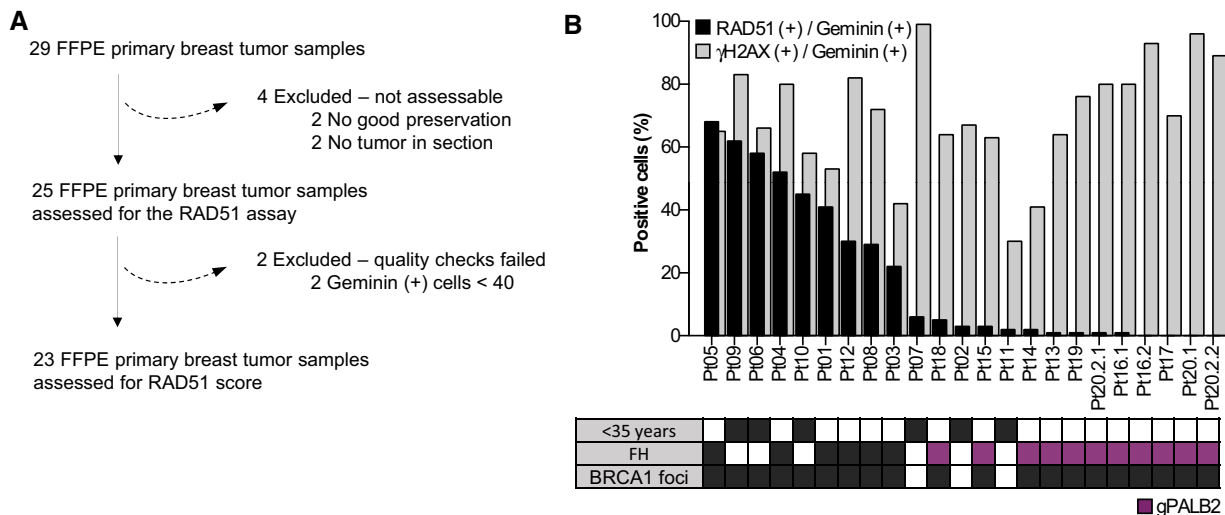 A
29 FFPE primary breast tumor samples
4 Excluded – not assessable
2 No good preservation
2 No tumor in section
25 FFPE primary breast tumor samples
assessed for the RAD51 assay
2 Excluded – quality checks failed
2 Geminin (+) cells < 40
23 FFPE primary breast tumor samples
assessed for RAD51 score
B
RAD51 (+) / Geminin (+)
γH2AX (+) / Geminin (+)
Positive cells (%)
100
80
60
40
20
0
Pt05
Pt09
Pt06
Pt04
Pt10
Pt01
Pt12
Pt08
Pt03
Pt07
Pt18
Pt02
Pt15
Pt11
Pt14
Pt13
Pt19
Pt20.2.1
Pt16.1
Pt16.2
Pt17
Pt20.1
Pt20.2.2
<35 years
FH
BRCA1 foci
gPALB2